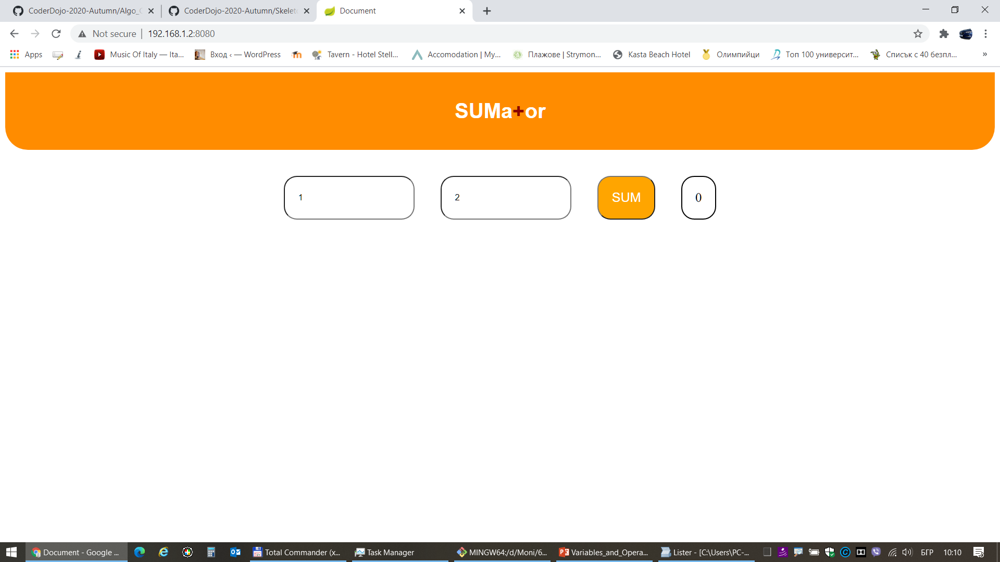 CoderDojo-2020-Autumn/Algo_
CoderDojo-2020-Autumn/Skelet
Document
Not secure | 192.168.1.2:8080
Apps
Music Of Italy — Ita...
Вход ‹ — WordPress
Tavern - Hotel Stell...
Accomodation | My...
Плажове | Strymon...
Kasta Beach Hotel
Олимпийци
Топ 100 университ...
Списък с 40 безпл...
»
SUMa+or
1
2
SUM
0
Document - Google ...
Total Commander (x...
Task Manager
MINGW64:/d/Moni/6...
Variables_and_Opera...
Lister - [C:\Users\PC-...
БГР
10:10